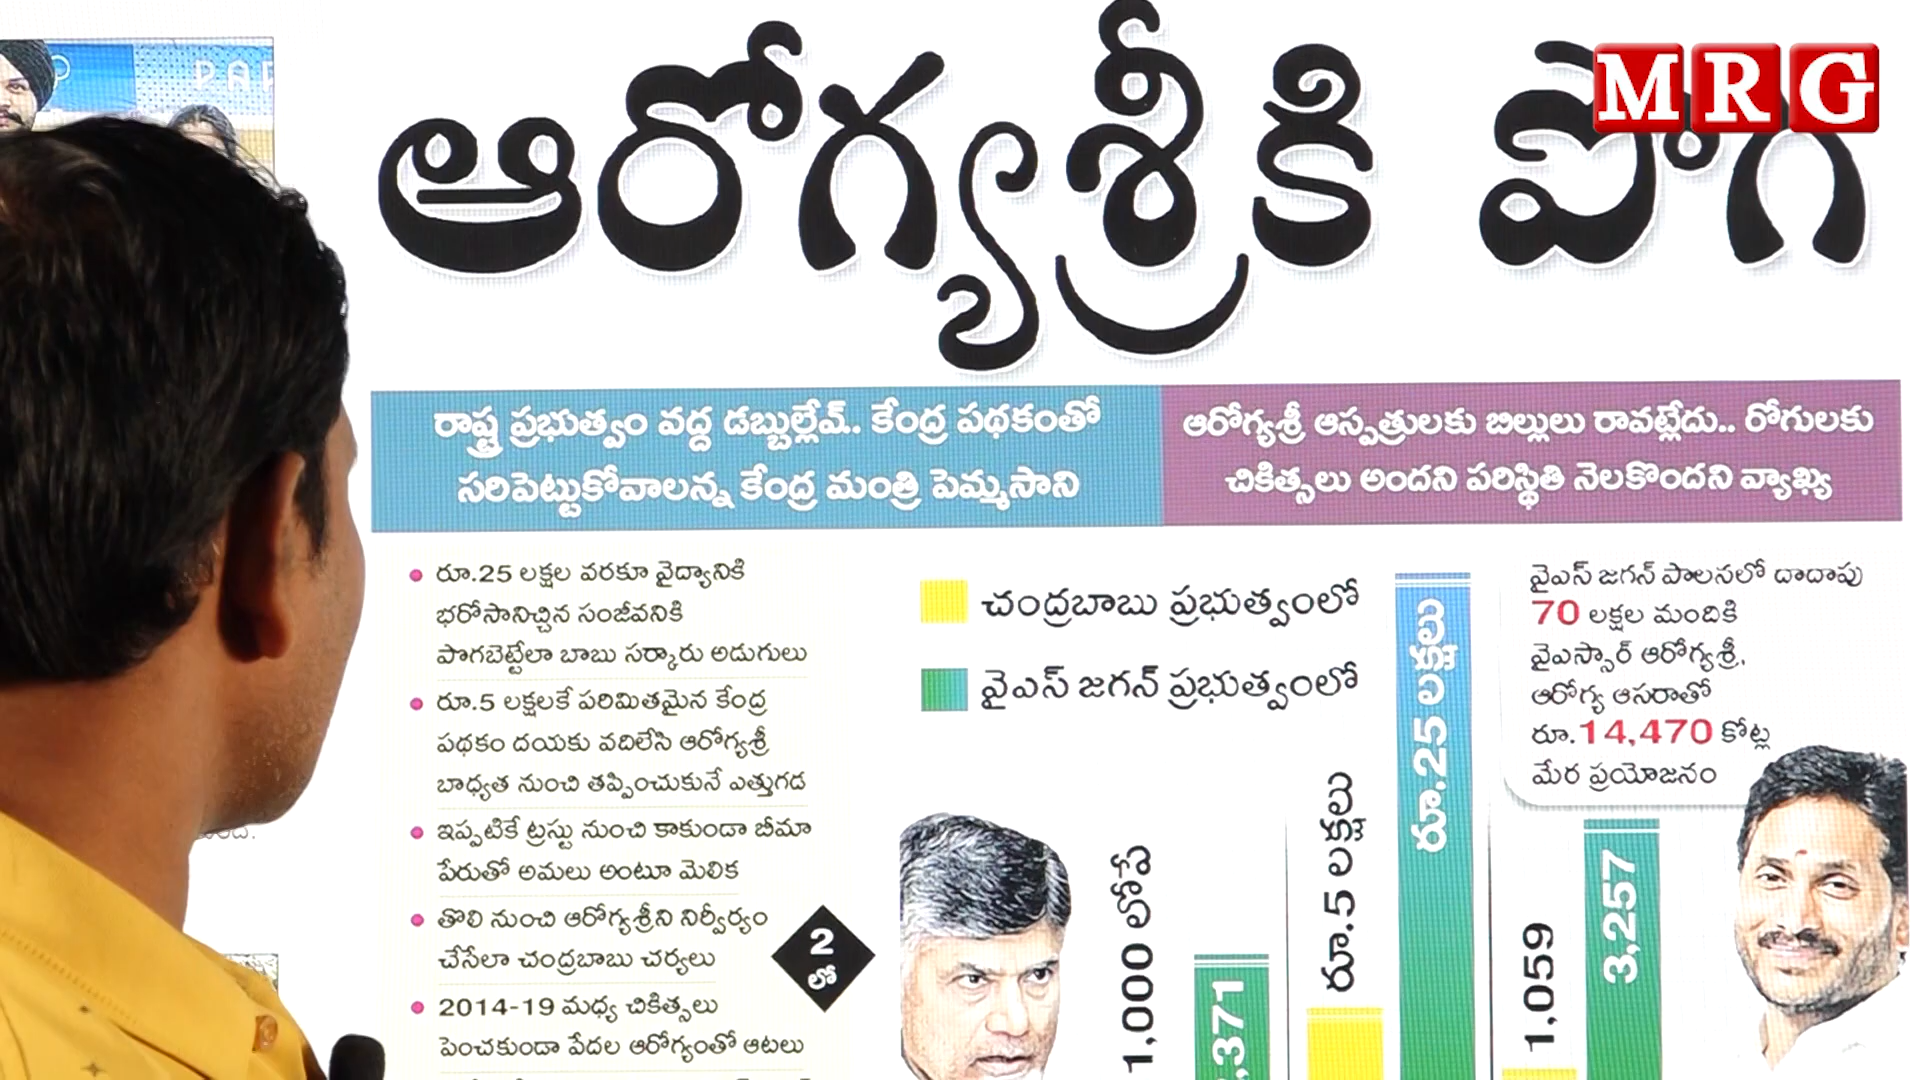 MRG
ఆరోగ్యశ్రీకి పొగ
రాష్ట్ర ప్రభుత్వం వద్ద డబ్బుల్లేవ్.. కేంద్ర పథకంతో
సరిపెట్టుకోవాలన్న కేంద్ర మంత్రి పెమ్మసాని
ఆరోగ్యశ్రీ ఆస్పత్రులకు బిల్లులు రావట్లేదు.. రోగులకు
చికిత్సలు అందని పరిస్థితి నెలకొందని వ్యాఖ్య
రూ.25 లక్షల వరకూ వైద్యానికి
భరోసానిచ్చిన సంజీవనికి
పొగబెట్టేలా బాబు సర్కారు అడుగులు
రూ.5 లక్షలకే పరిమితమైన కేంద్ర
పథకం దయకు వదిలేసి ఆరోగ్యశ్రీ
బాధ్యత నుంచి తప్పించుకునే ఎత్తుగడ
ఇప్పటికే ట్రస్టు నుంచి కాకుండా బీమా
పేరుతో అమలు అంటూ మెలిక
తొలి నుంచి ఆరోగ్యశ్రీని నిర్వీర్యం
చేసేలా చంద్రబాబు చర్యలు
2014-19 మధ్య చికిత్సలు
పెంచకుండా పేదల ఆరోగ్యంతో ఆటలు
2
లో
చంద్రబాబు ప్రభుత్వంలో
వైఎస్ జగన్ ప్రభుత్వంలో
1,000 లోపే
,371
రూ.5 లక్షలు
రూ.25 లక్షలు
1,059
3,257
వైఎస్ జగన్ పాలనలో దాదాపు
70 లక్షల మందికి
వైఎస్సార్ ఆరోగ్యశ్రీ,
ఆరోగ్య ఆసరాతో
రూ.14,470 కోట్ల
మేర ప్రయోజనం